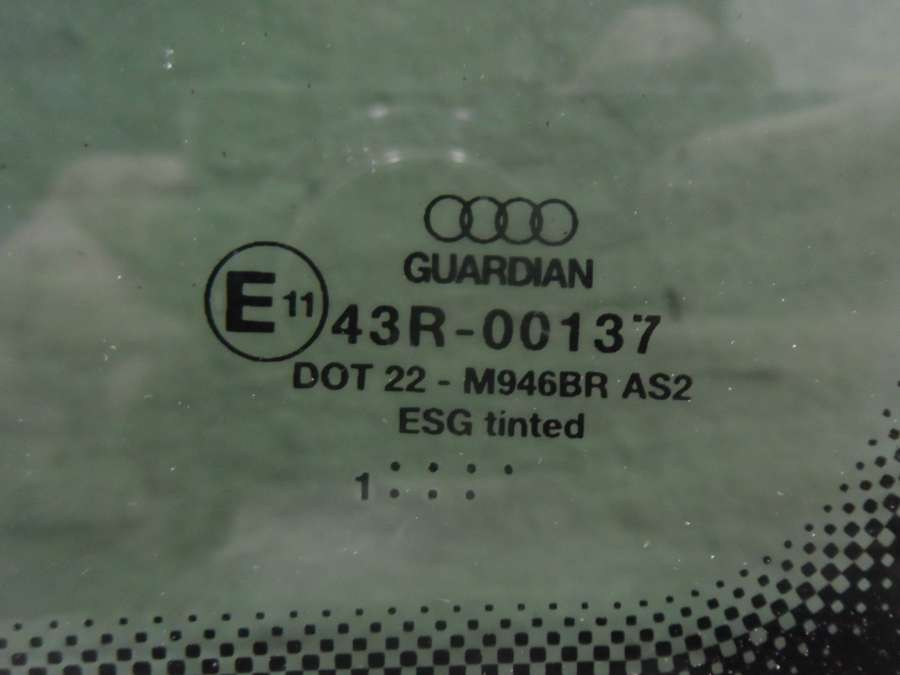 GUARDIAN
E 11 43R-00137
DOT 22 - M946BR AS2
ESG tinted
1